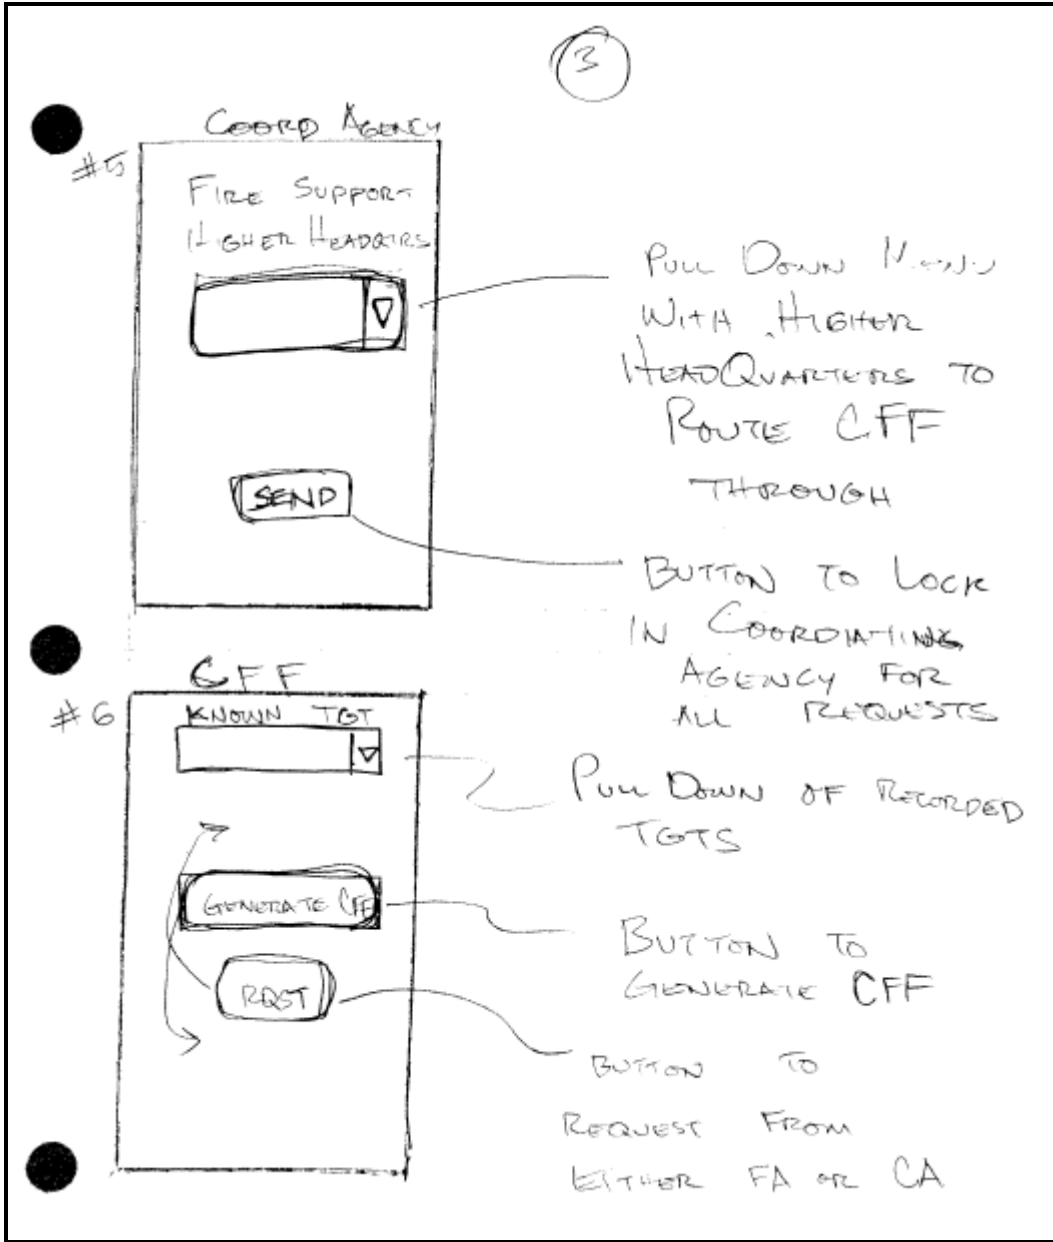 3
COORD AGENCY
#5
FIRE SUPPORT
HIGHER HEADQTRS
SEND
PULL DOWN MENU
WITH HIGHER
HEADQUARTERS TO
ROUTE CFF
THROUGH
BUTTON TO LOCK
IN COORDIATING
AGENCY FOR
ALL REQUESTS
CFF
#6
KNOWN TGT
GENERATE CFF
RQST
PULL DOWN OF RECORDED
TGTS
BUTTON TO
GENERATE CFF
BUTTON TO
REQUEST FROM
EITHER FA OR CA